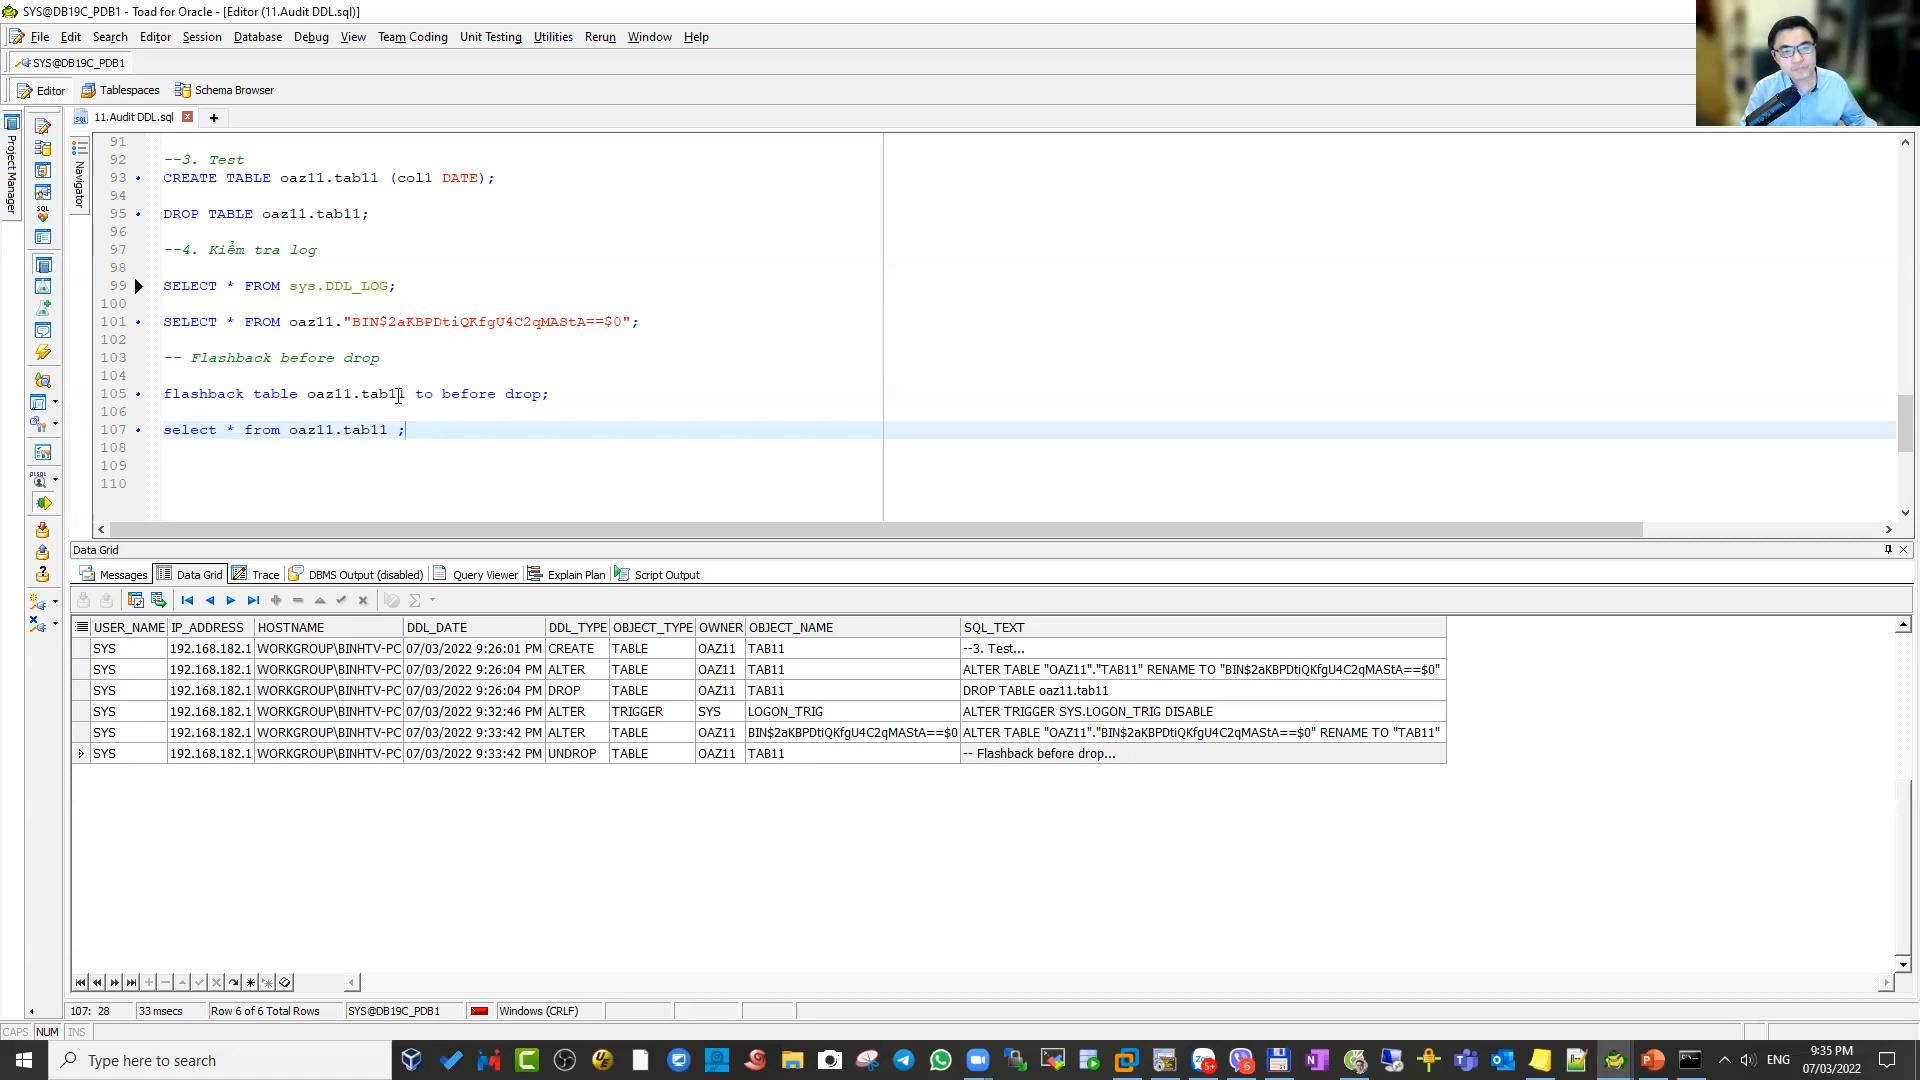 SYS@DB19C_PDB1 - Toad for Oracle - [Editor (11.Audit DDL.sql)]
File Edit Search Editor Session Database Debug View Team Coding Unit Testing Utilities Rerun Window Help
SYS@DB19C_PDB1
Editor Tablespaces Schema Browser
11.Audit DDL.sql
Project Manager
Navigator
91
92 --3. Test
93 CREATE TABLE oaz11.tab11 (col1 DATE);
94
95 DROP TABLE oaz11.tab11;
96
97 --4. Kiểm tra log
98
99 SELECT * FROM sys.DDL_LOG;
100
101 SELECT * FROM oaz11."BIN$2aKBPDtiQKfgU4C2qMAStA==$0";
102
103 -- Flashback before drop
104
105 flashback table oaz11.tab11 to before drop;
106
107 select * from oaz11.tab11 ;
108
109
110
Data Grid
Messages Data Grid Trace DBMS Output (disabled) Query Viewer Explain Plan Script Output
USER_NAME IP_ADDRESS HOSTNAME DDL_DATE DDL_TYPE OBJECT_TYPE OWNER OBJECT_NAME SQL_TEXT
SYS 192.168.182.1 WORKGROUP\BINHTV-PC 07/03/2022 9:26:01 PM CREATE TABLE OAZ11 TAB11 --3. Test...
SYS 192.168.182.1 WORKGROUP\BINHTV-PC 07/03/2022 9:26:04 PM ALTER TABLE OAZ11 TAB11 ALTER TABLE "OAZ11"."TAB11" RENAME TO "BIN$2aKBPDtiQKfgU4C2qMAStA==$0"
SYS 192.168.182.1 WORKGROUP\BINHTV-PC 07/03/2022 9:26:04 PM DROP TABLE OAZ11 TAB11 DROP TABLE oaz11.tab11
SYS 192.168.182.1 WORKGROUP\BINHTV-PC 07/03/2022 9:32:46 PM ALTER TRIGGER SYS LOGON_TRIG ALTER TRIGGER SYS.LOGON_TRIG DISABLE
SYS 192.168.182.1 WORKGROUP\BINHTV-PC 07/03/2022 9:33:42 PM ALTER TABLE OAZ11 BIN$2aKBPDtiQKfgU4C2qMAStA==$0 ALTER TABLE "OAZ11"."BIN$2aKBPDtiQKfgU4C2qMAStA==$0" RENAME TO "TAB11"
SYS 192.168.182.1 WORKGROUP\BINHTV-PC 07/03/2022 9:33:42 PM UNDROP TABLE OAZ11 TAB11 -- Flashback before drop...
107: 28 33 msecs Row 6 of 6 Total Rows SYS@DB19C_PDB1 Windows (CRLF)
CAPS NUM INS
Type here to search
ENG
9:35 PM
07/03/2022